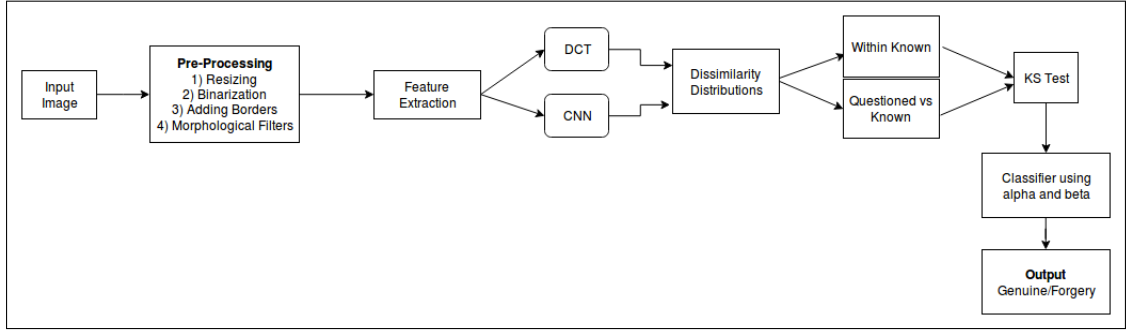 Input
Image
Pre-Processing
1) Resizing
2) Binarization
3) Adding Borders
4) Morphological Filters
Feature
Extraction
DCT
CNN
Dissimilarity
Distributions
Within Known
Questioned vs
Known
KS Test
Classifier using
alpha and beta
Output
Genuine/Forgery